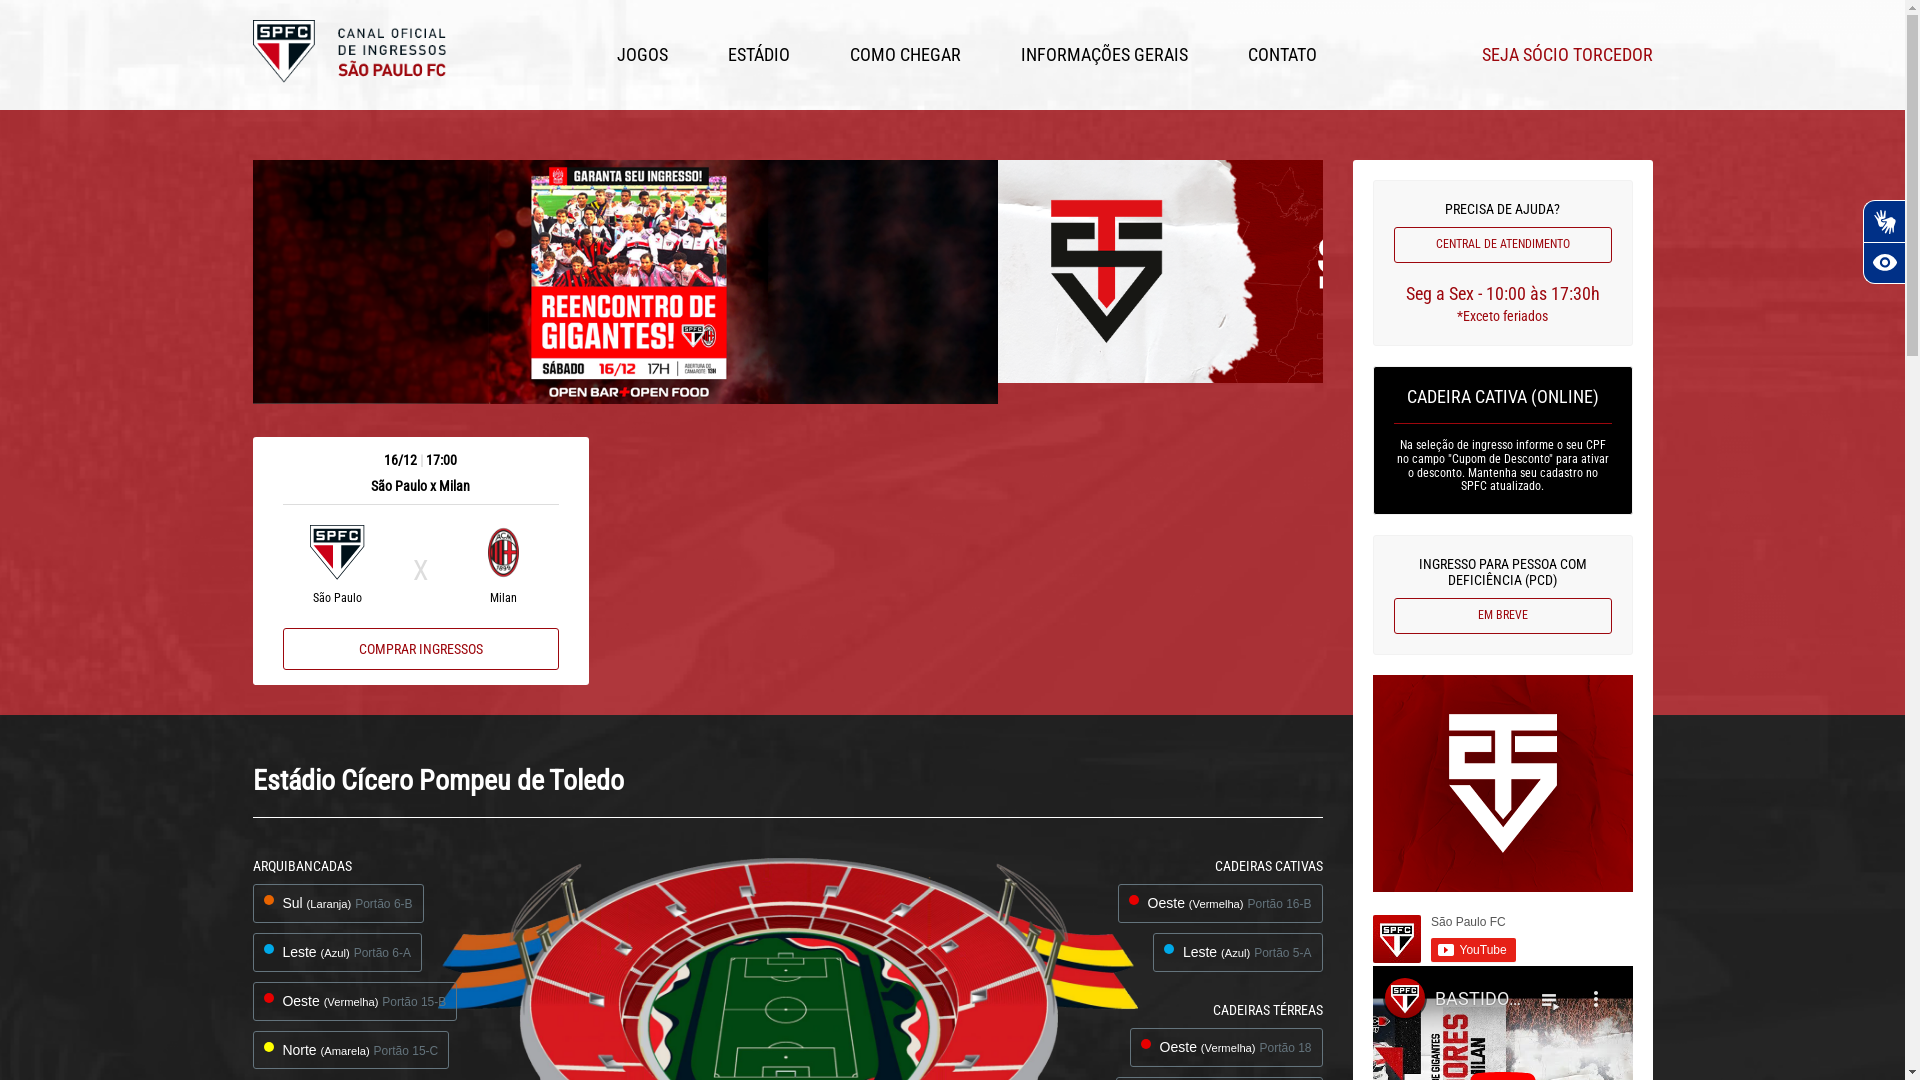 SPFC
CANAL OFICIAL
DE INGRESSOS
SÃO PAULO FC
JOGOS
ESTÁDIO
COMO CHEGAR
INFORMAÇÕES GERAIS
CONTATO
SEJA SÓCIO TORCEDOR
GARANTA SEU INGRESSO!
REENCONTRO DE
GIGANTES!
SÁBADO 16/12 17H
OPEN BAR+OPEN FOOD
16/12 | 17:00
São Paulo x Milan
SPFC
X
São Paulo
Milan
COMPRAR INGRESSOS
PRECISA DE AJUDA?
CENTRAL DE ATENDIMENTO
Seg a Sex - 10:00 às 17:30h
*Exceto feriados
CADEIRA CATIVA (ONLINE)
Na seleção de ingresso informe o seu CPF
no campo "Cupom de Desconto" para ativar
o desconto. Mantenha seu cadastro no
SPFC atualizado.
INGRESSO PARA PESSOA COM
DEFICIÊNCIA (PCD)
EM BREVE
São Paulo FC
YouTube
BASTIDO...
Estádio Cícero Pompeu de Toledo
ARQUIBANCADAS
Sul (Laranja) Portão 6-B
Leste (Azul) Portão 6-A
Oeste (Vermelha) Portão 15-B
Norte (Amarela) Portão 15-C
CADEIRAS CATIVAS
Oeste (Vermelha) Portão 16-B
Leste (Azul) Portão 5-A
CADEIRAS TÉRREAS
Oeste (Vermelha) Portão 18